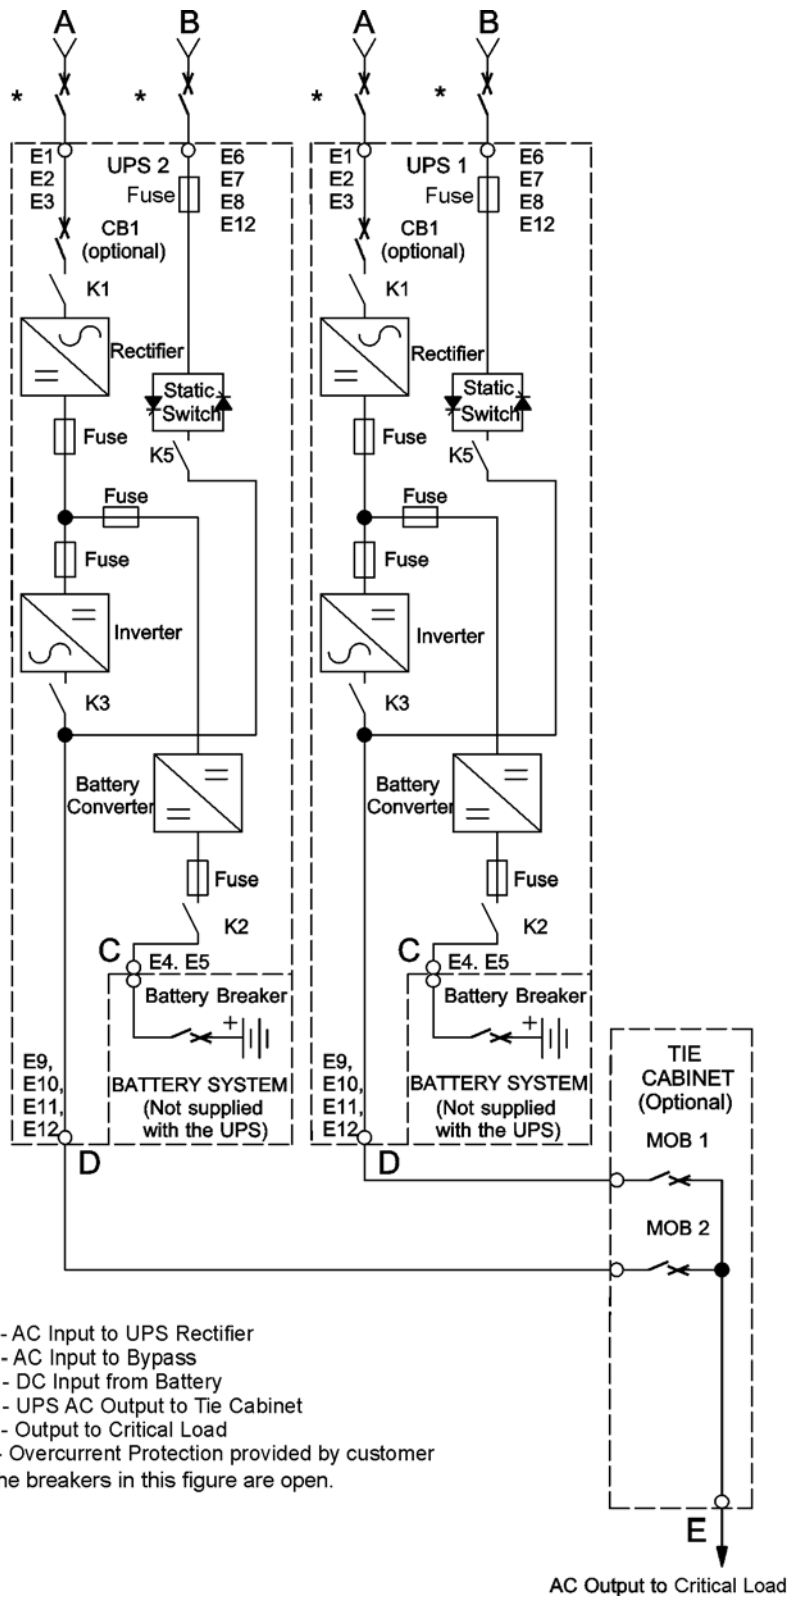 A B A B
* * * *
E1 UPS 2 E6
E2 Fuse E7
E3 E8
CB1 E12
(optional)
K1
Rectifier
Static
Switch
Fuse
K5
Fuse
Fuse
Inverter
K3
Battery
Converter
Fuse
K2
C E4. E5
Battery Breaker
+
E9,
E10,
E11,
E12
BATTERY SYSTEM
(Not supplied
with the UPS)
D
E1 UPS 1 E6
E2 Fuse E7
E3 E8
CB1 E12
(optional)
K1
Rectifier
Static
Switch
Fuse
K5
Fuse
Fuse
Inverter
K3
Battery
Converter
Fuse
K2
C E4. E5
Battery Breaker
+
E9,
E10,
E11,
E12
BATTERY SYSTEM
(Not supplied
with the UPS)
D
TIE
CABINET
(Optional)
MOB 1
MOB 2
- AC Input to UPS Rectifier
- AC Input to Bypass
- DC Input from Battery
- UPS AC Output to Tie Cabinet
- Output to Critical Load
- Overcurrent Protection provided by customer
breakers in this figure are open.
E
AC Output to Critical Load